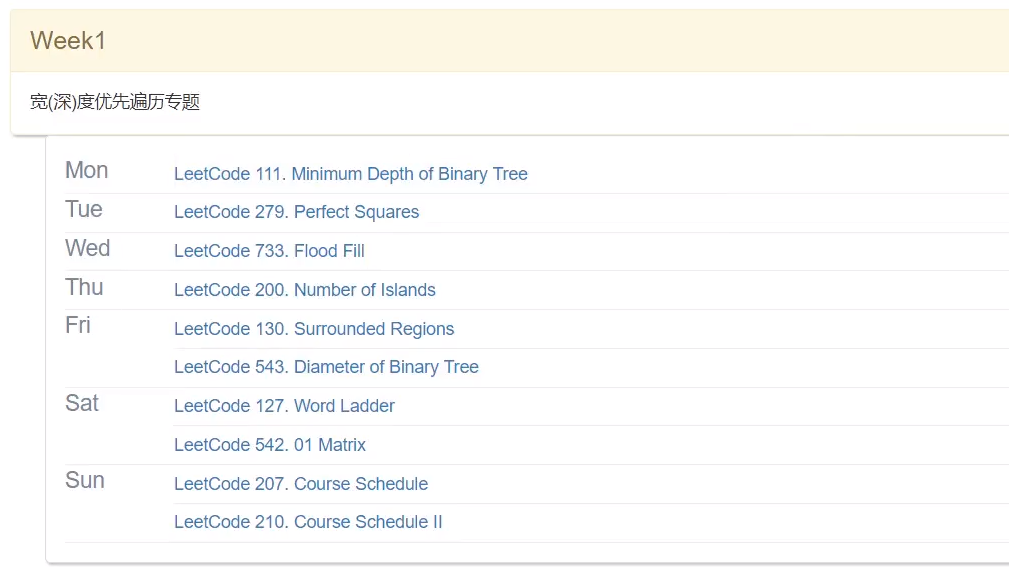 Week1
宽(深)度优先遍历专题
Mon LeetCode 111. Minimum Depth of Binary Tree
Tue LeetCode 279. Perfect Squares
Wed LeetCode 733. Flood Fill
Thu LeetCode 200. Number of Islands
Fri LeetCode 130. Surrounded Regions
LeetCode 543. Diameter of Binary Tree
Sat LeetCode 127. Word Ladder
LeetCode 542. 01 Matrix
Sun LeetCode 207. Course Schedule
LeetCode 210. Course Schedule II